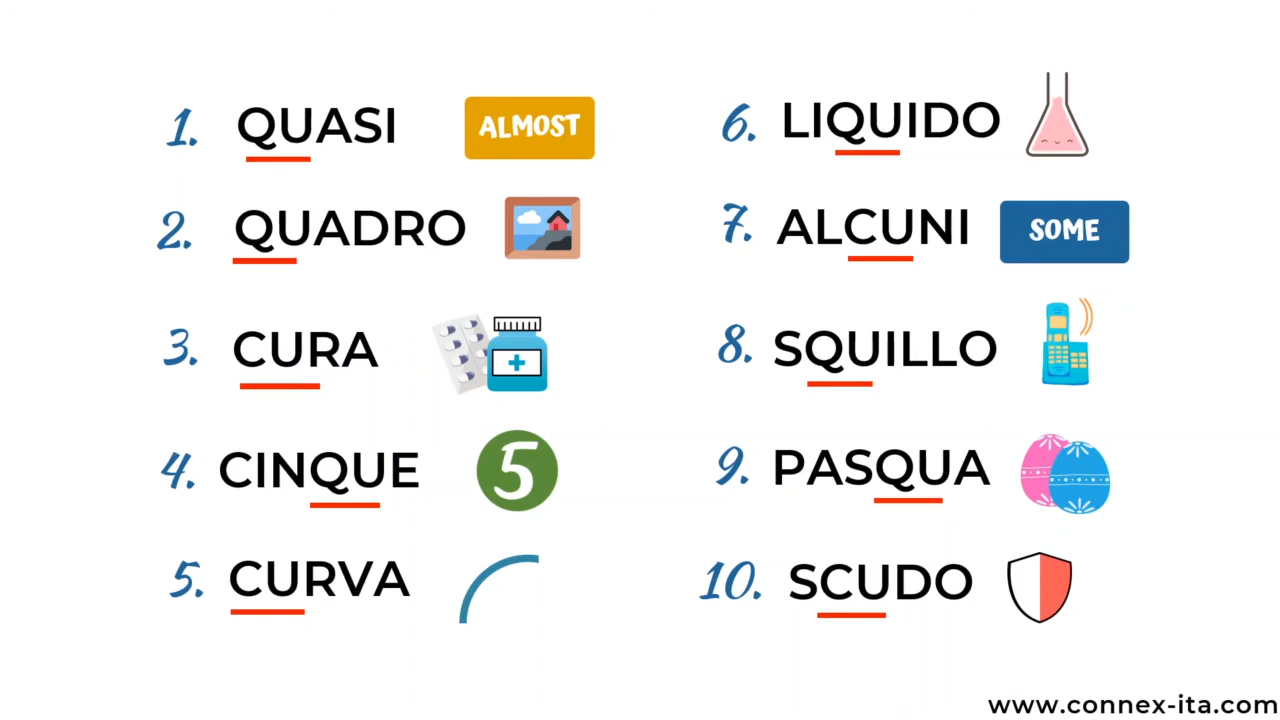 1. QUASI ALMOST
2. QUADRO
3. CURA
4. CINQUE 5
5. CURVA
6. LIQUIDO
7. ALCUNI SOME
8. SQUILLO
9. PASQUA
10. SCUDO
www.connex-ita.com